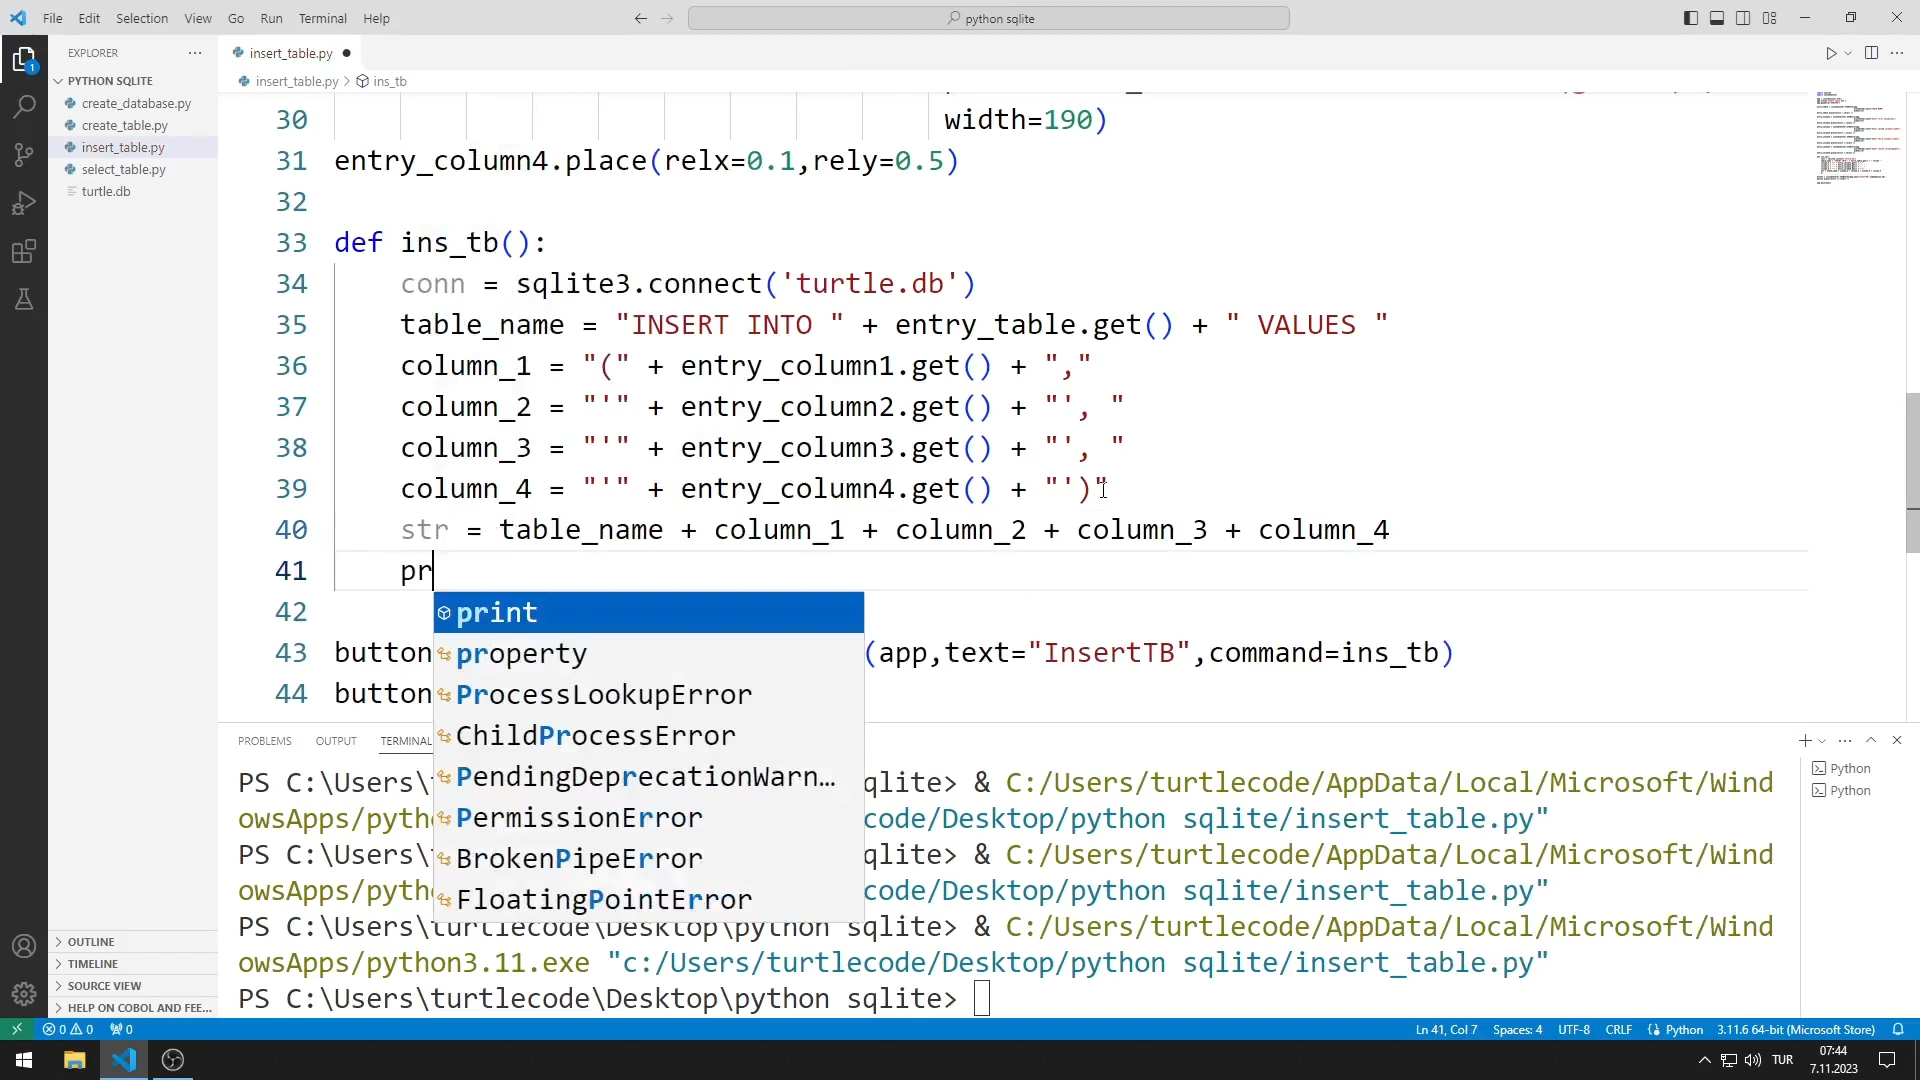 File Edit Selection View Go Run Terminal Help
python sqlite
EXPLORER
insert_table.py
PYTHON SQLITE
insert_table.py > ins_tb
create_database.py
create_table.py
insert_table.py
select_table.py
turtle.db
1
30 width=190)
31 entry_column4.place(relx=0.1,rely=0.5)
32
33 def ins_tb():
34 conn = sqlite3.connect('turtle.db')
35 table_name = "INSERT INTO " + entry_table.get() + " VALUES "
36 column_1 = "(" + entry_column1.get() + ","
37 column_2 = "'" + entry_column2.get() + "', "
38 column_3 = "'" + entry_column3.get() + "', "
39 column_4 = "'" + entry_column4.get() + "')"
40 str = table_name + column_1 + column_2 + column_3 + column_4
41 pr
42
43 button (app,text="InsertTB",command=ins_tb)
44 button
print
property
ProcessLookupError
ChildProcessError
PendingDeprecationWarn…
PermissionError
BrokenPipeError
FloatingPointError
PROBLEMS OUTPUT TERMINAL
PS C:\Users\t qlite> & C:/Users/turtlecode/AppData/Local/Microsoft/Wind
owsApps/pytho code/Desktop/python sqlite/insert_table.py"
PS C:\Users\t qlite> & C:/Users/turtlecode/AppData/Local/Microsoft/Wind
owsApps/pytho code/Desktop/python sqlite/insert_table.py"
PS C:\Users\turtlecode\Desktop\python sqlite> & C:/Users/turtlecode/AppData/Local/Microsoft/Wind
owsApps/python3.11.exe "c:/Users/turtlecode/Desktop/python sqlite/insert_table.py"
PS C:\Users\turtlecode\Desktop\python sqlite>
Python
Python
OUTLINE
TIMELINE
SOURCE VIEW
HELP ON COBOL AND FEE...
0 0 0
Ln 41, Col 7 Spaces: 4 UTF-8 CRLF Python 3.11.6 64-bit (Microsoft Store)
TUR
07:44
7.11.2023